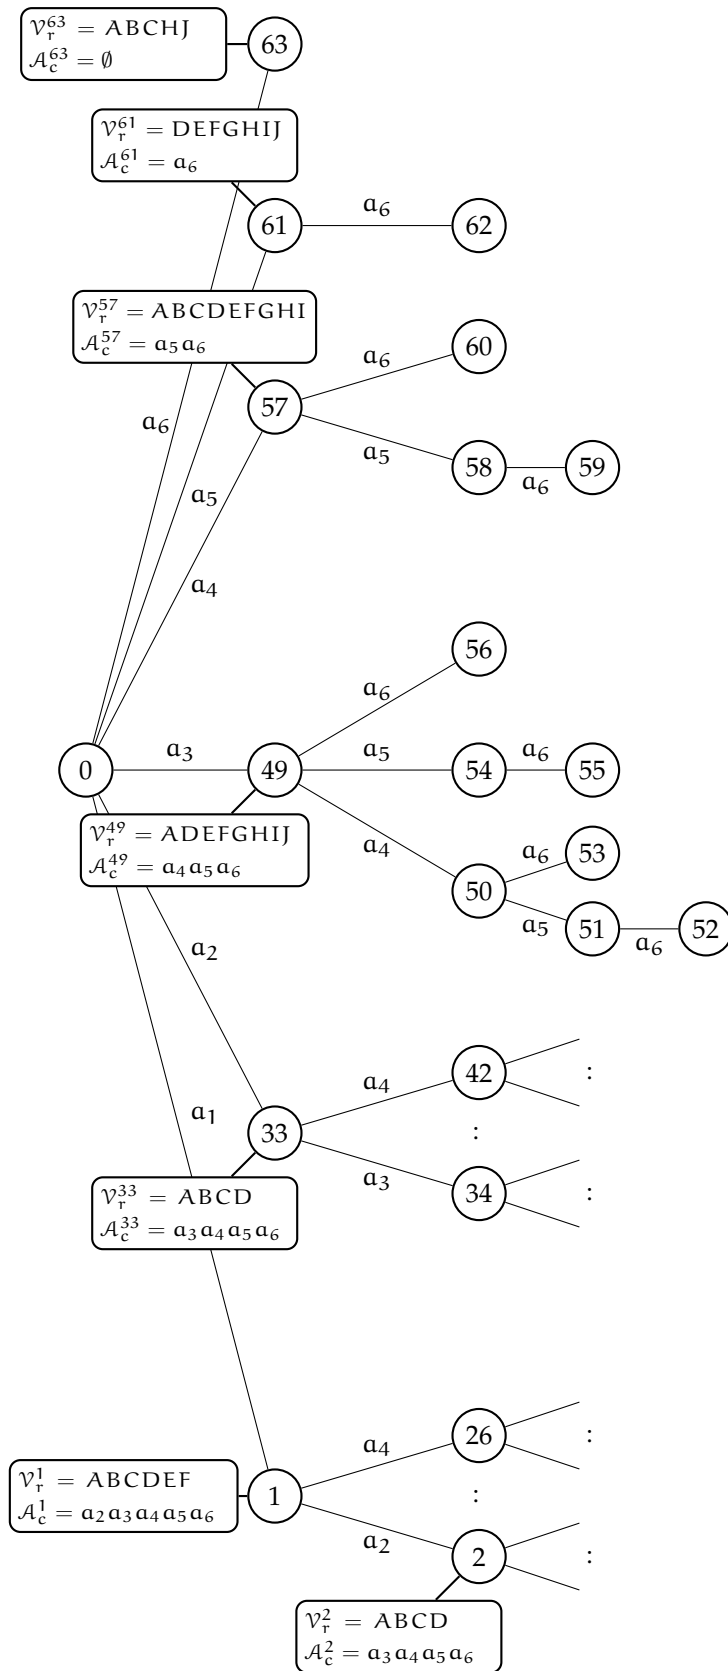 𝒱_r^63 = ABCHJ
𝒜_c^63 = ∅
63
𝒱_r^61 = DEFGHIJ
𝒜_c^61 = a_6
61
a_6
62
𝒱_r^57 = ABCDEFGHI
𝒜_c^57 = a_5 a_6
57
a_6
60
a_5
58
a_6
59
a_6
a_5
a_4
0
a_3
49
a_6
56
a_5
54
a_6
55
𝒱_r^49 = ADEFGHIJ
𝒜_c^49 = a_4 a_5 a_6
a_4
50
a_6
53
a_5
51
a_6
52
a_2
a_1
33
a_4
42
:
:
a_3
34
:
𝒱_r^33 = ABCD
𝒜_c^33 = a_3 a_4 a_5 a_6
𝒱_r^1 = ABCDEF
𝒜_c^1 = a_2 a_3 a_4 a_5 a_6
1
a_4
26
:
:
a_2
2
:
𝒱_r^2 = ABCD
𝒜_c^2 = a_3 a_4 a_5 a_6